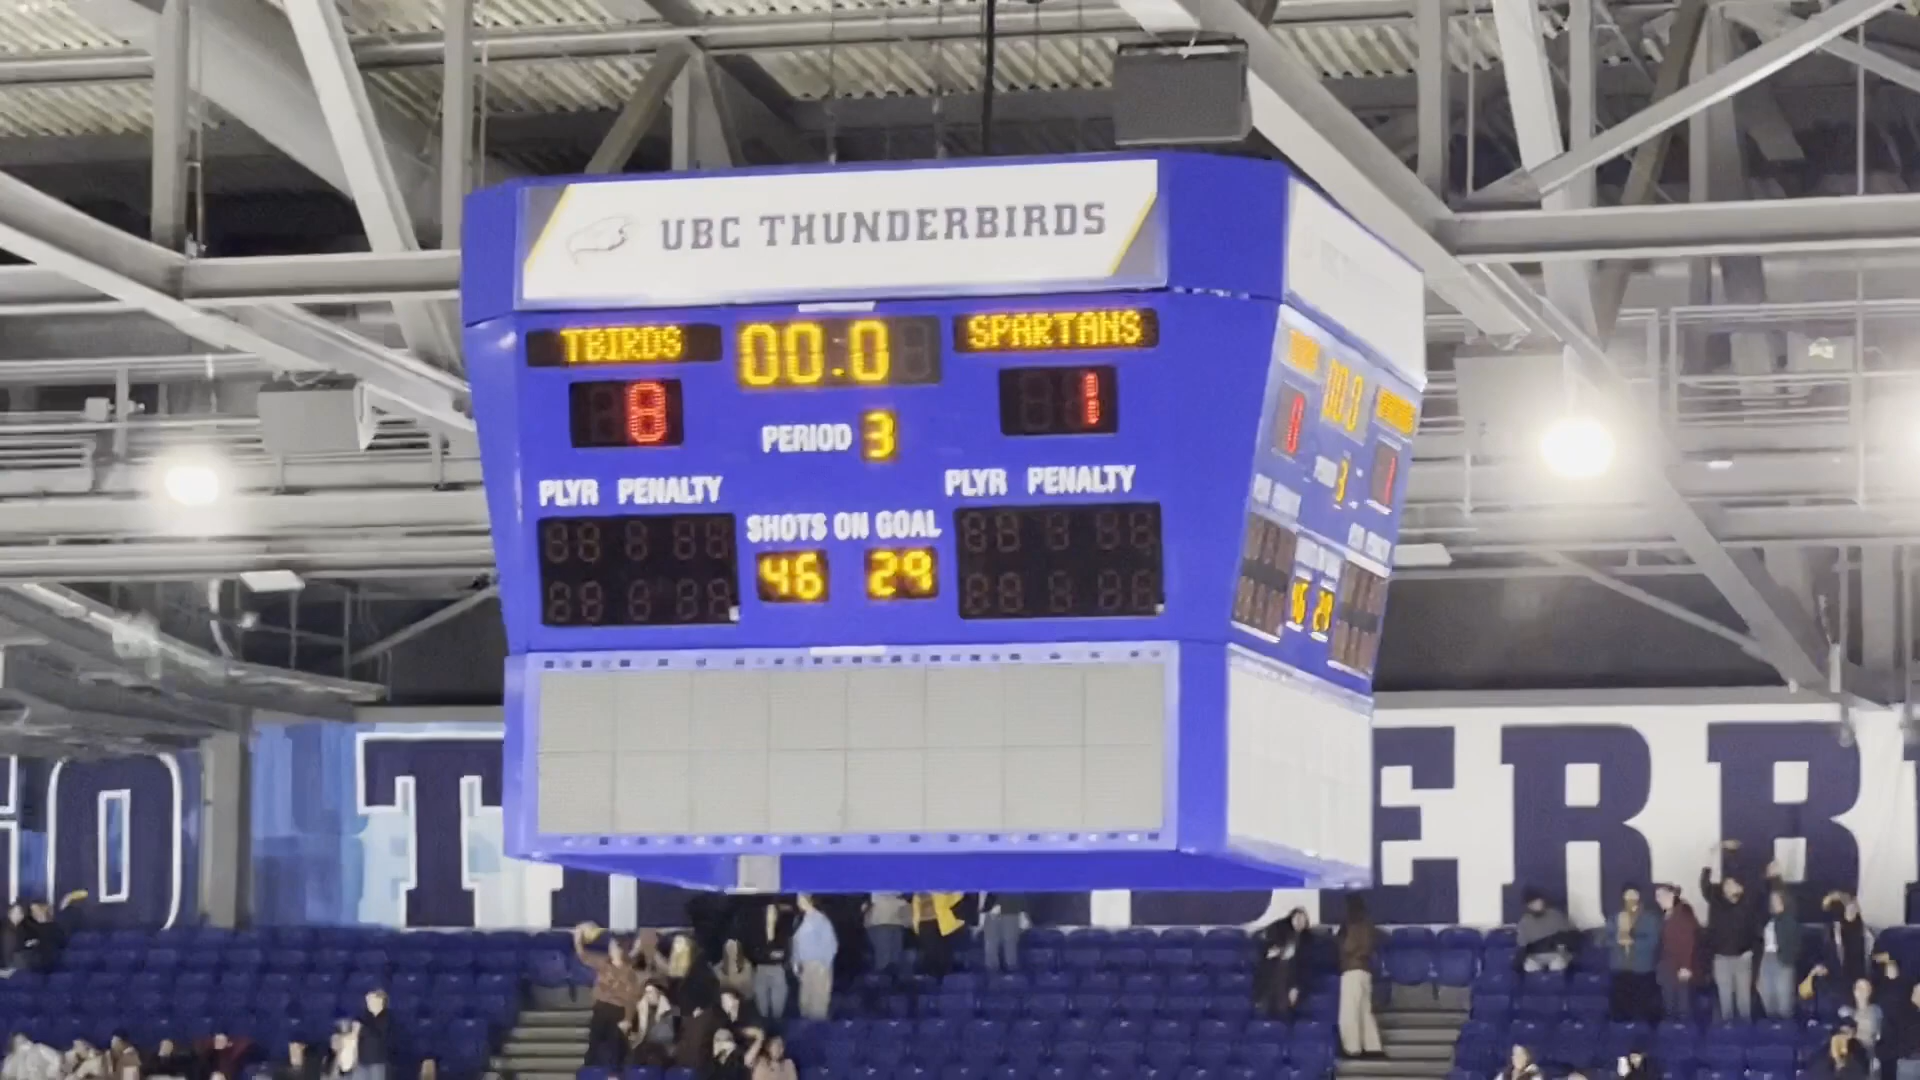 UBC THUNDERBIRDS
TBIRDS 00:0 SPARTANS
8 1
PERIOD 3
PLYR PENALTY PLYR PENALTY
SHOTS ON GOAL
46 29